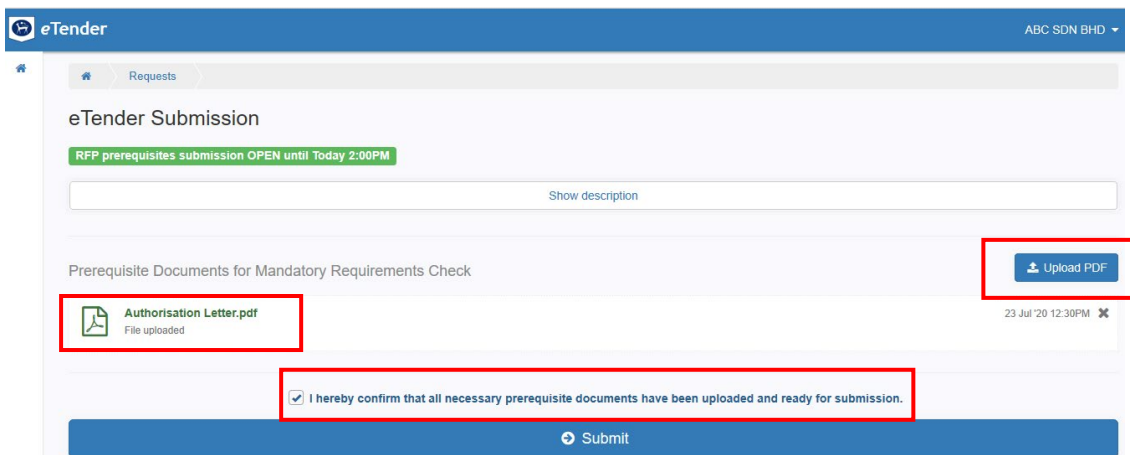 eTender
ABC SDN BHD
Requests
eTender Submission
RFP prerequisites submission OPEN until Today 2:00PM
Show description
Prerequisite Documents for Mandatory Requirements Check
Upload PDF
Authorisation Letter.pdf
23 Jul '20 12:30PM
File uploaded
I hereby confirm that all necessary prerequisite documents have been uploaded and ready for submission.
Submit